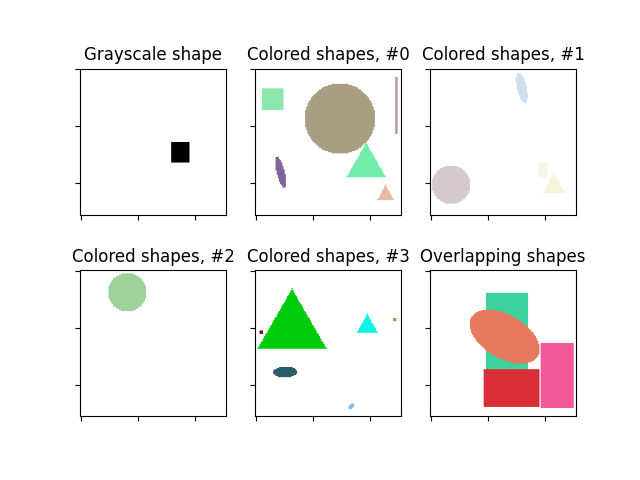 Grayscale shape
Colored shapes, #0
Colored shapes, #1
Colored shapes, #2
Colored shapes, #3
Overlapping shapes